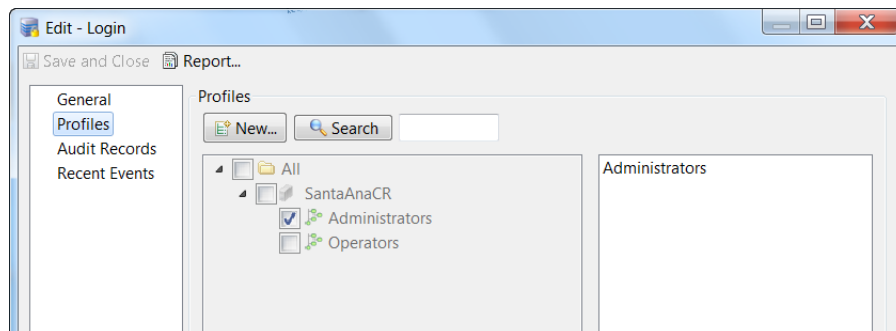 Edit - Login
Save and Close Report...
General
Profiles
Audit Records
Recent Events
Profiles
New... Search
All
SantaAnaCR
Administrators
Operators
Administrators